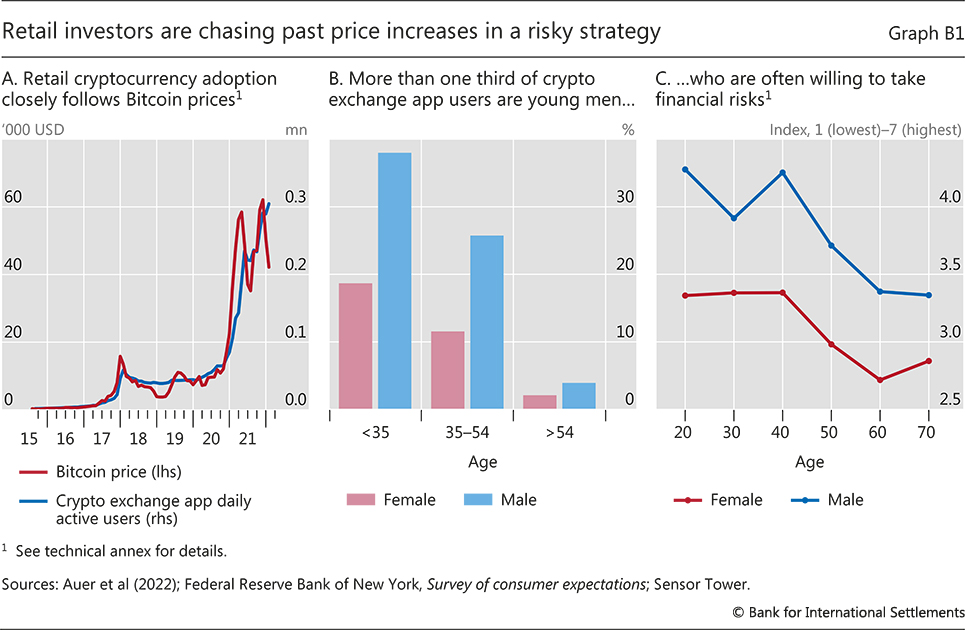 Retail investors are chasing past price increases in a risky strategy
Graph B1
A. Retail cryptocurrency adoption
closely follows Bitcoin prices1
'000 USD
mn
60
40
20
0
0.3
0.2
0.1
0.0
15 16 17 18 19 20 21
Bitcoin price (lhs)
Crypto exchange app daily
active users (rhs)
B. More than one third of crypto
exchange app users are young men…
%
30
20
10
0
<35 35–54 >54
Age
Female Male
C. …who are often willing to take
financial risks1
Index, 1 (lowest)–7 (highest)
4.0
3.5
3.0
2.5
20 30 40 50 60 70
Age
Female Male
1 See technical annex for details.
Sources: Auer et al (2022); Federal Reserve Bank of New York, Survey of consumer expectations; Sensor Tower.
© Bank for International Settlements